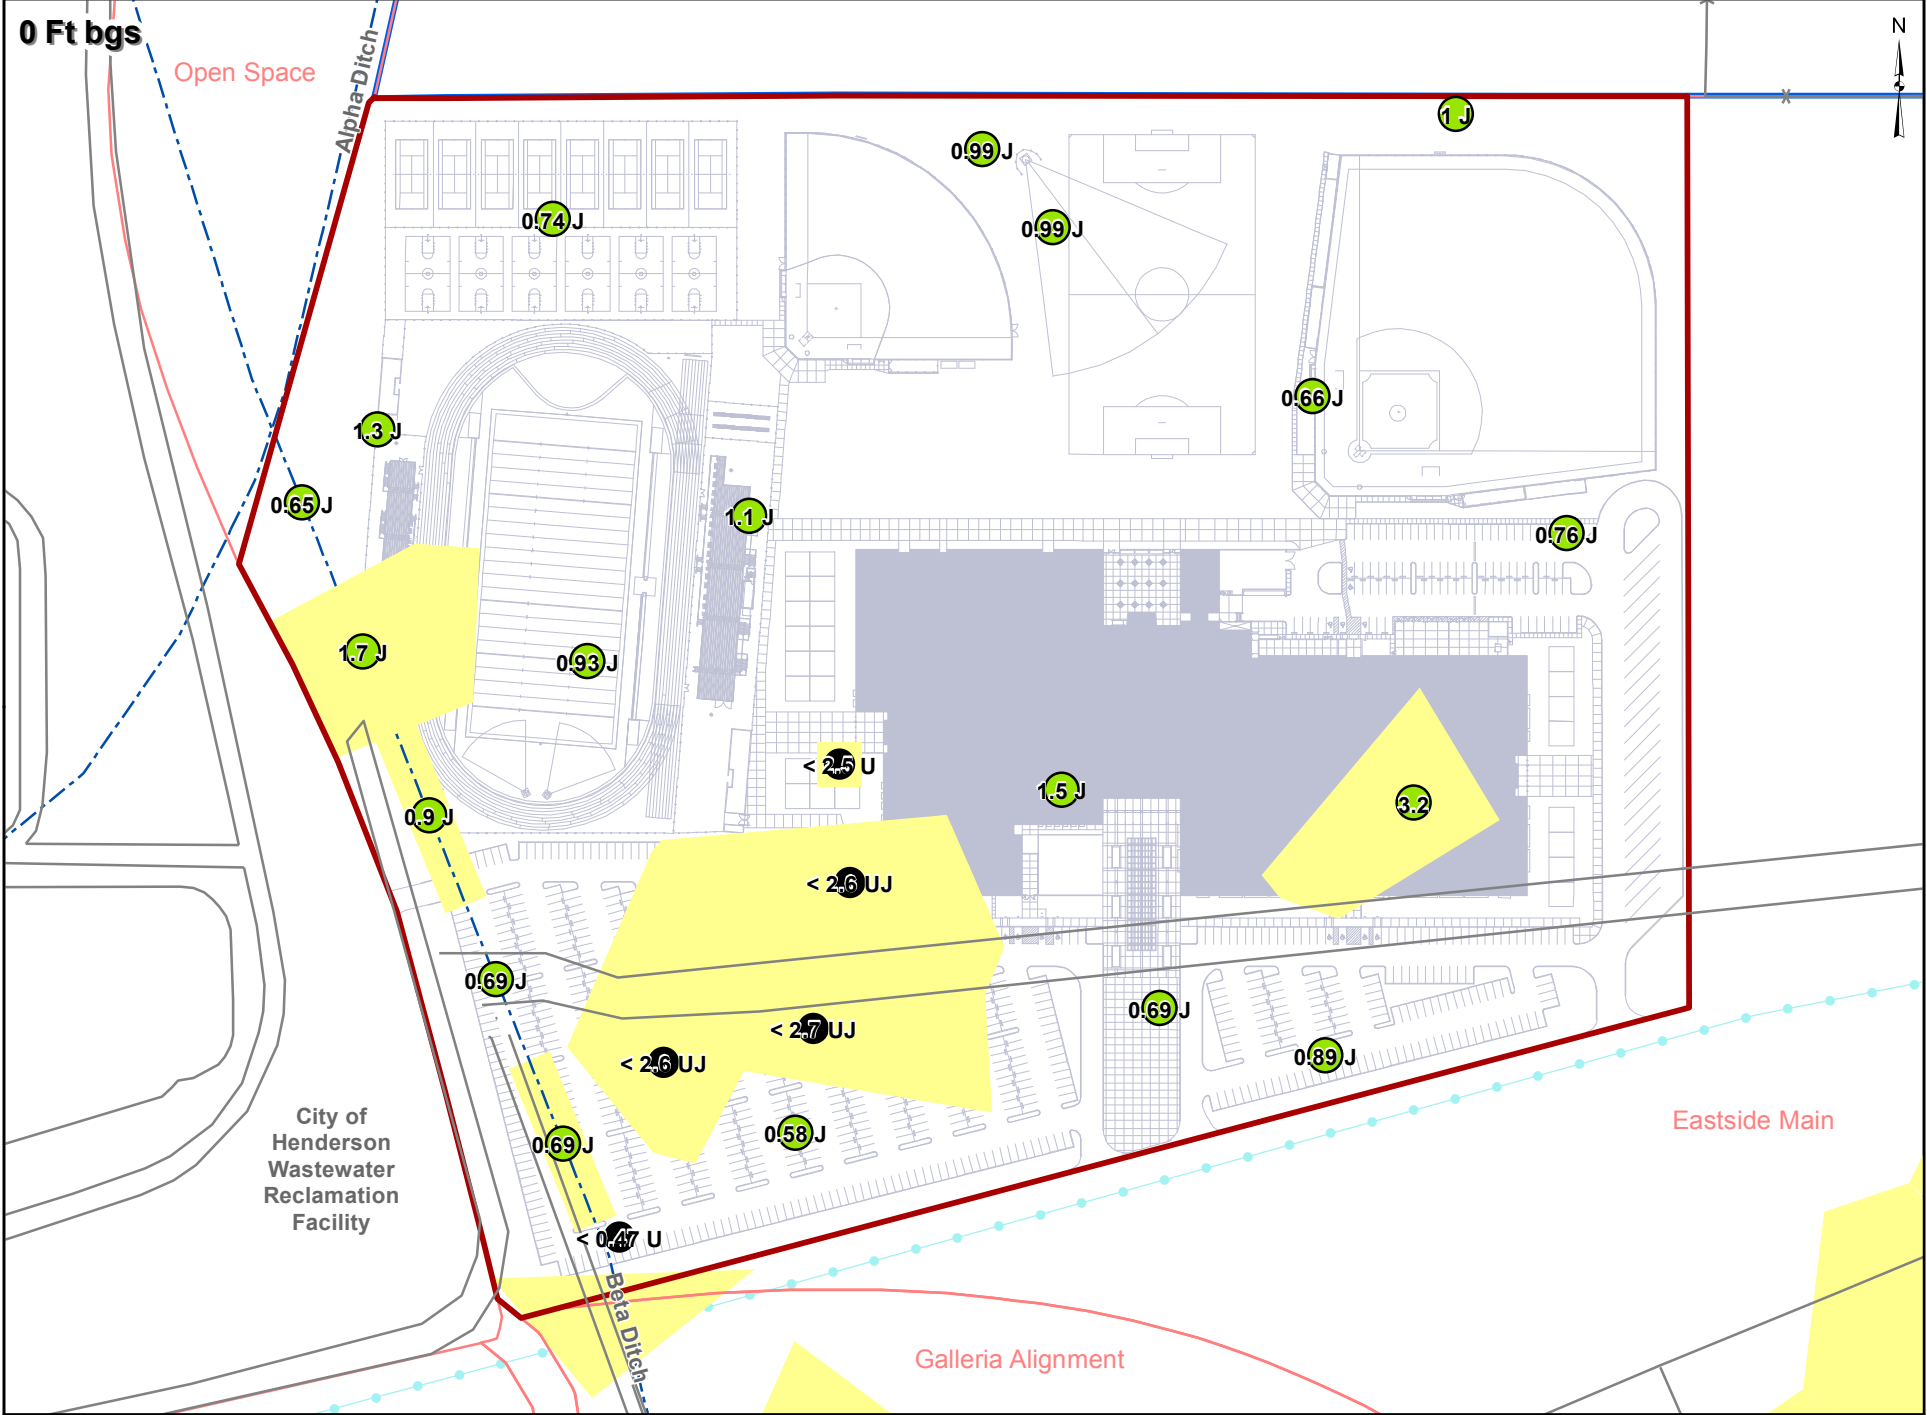 0 Ft bgs
N
Open Space
Alpha Ditch
1 J
0.99 J
0.74 J
0.99 J
0.66 J
1.3 J
0.65 J
1.1 J
0.76 J
1.7 J
0.93 J
< 2.5 U
1.5 J
3.2
0.9 J
< 2.6 UJ
0.69 J
0.69 J
< 2.7 UJ
0.89 J
< 2.6 UJ
0.58 J
0.69 J
City of
Henderson
Wastewater
Reclamation
Facility
Eastside Main
< 0.47 U
Beta Ditch
Galleria Alignment